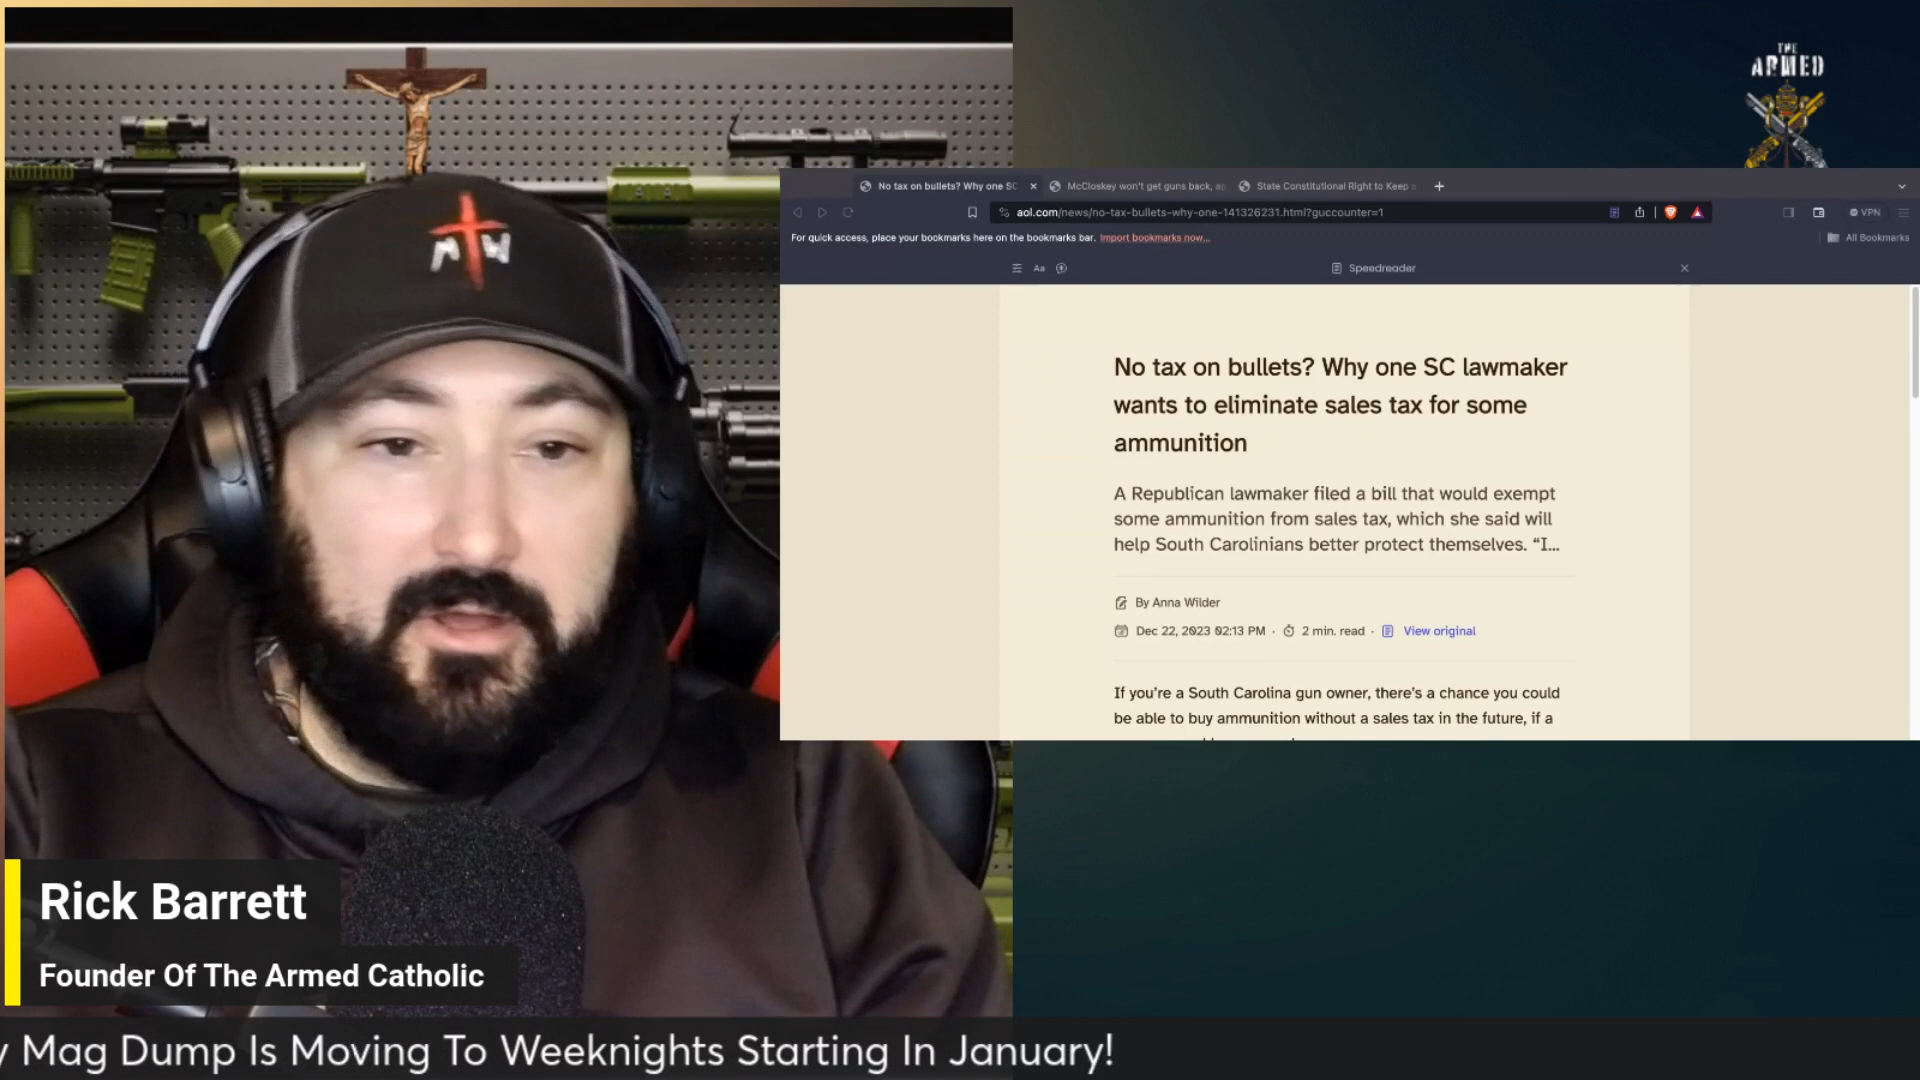 THE
ARMED
No tax on bullets? Why one SC
McCloskey won't get guns back, ap
State Constitutional Right to Keep a
aol.com/news/no-tax-bullets-why-one-141326231.html?guccounter=1
VPN
For quick access, place your bookmarks here on the bookmarks bar. Import bookmarks now...
All Bookmarks
Aa
Speedreader
No tax on bullets? Why one SC lawmaker
wants to eliminate sales tax for some
ammunition
A Republican lawmaker filed a bill that would exempt
some ammunition from sales tax, which she said will
help South Carolinians better protect themselves. “I...
By Anna Wilder
Dec 22, 2023 02:13 PM · 2 min. read · View original
If you’re a South Carolina gun owner, there’s a chance you could
be able to buy ammunition without a sales tax in the future, if a
Rick Barrett
Founder Of The Armed Catholic
y Mag Dump Is Moving To Weeknights Starting In January!